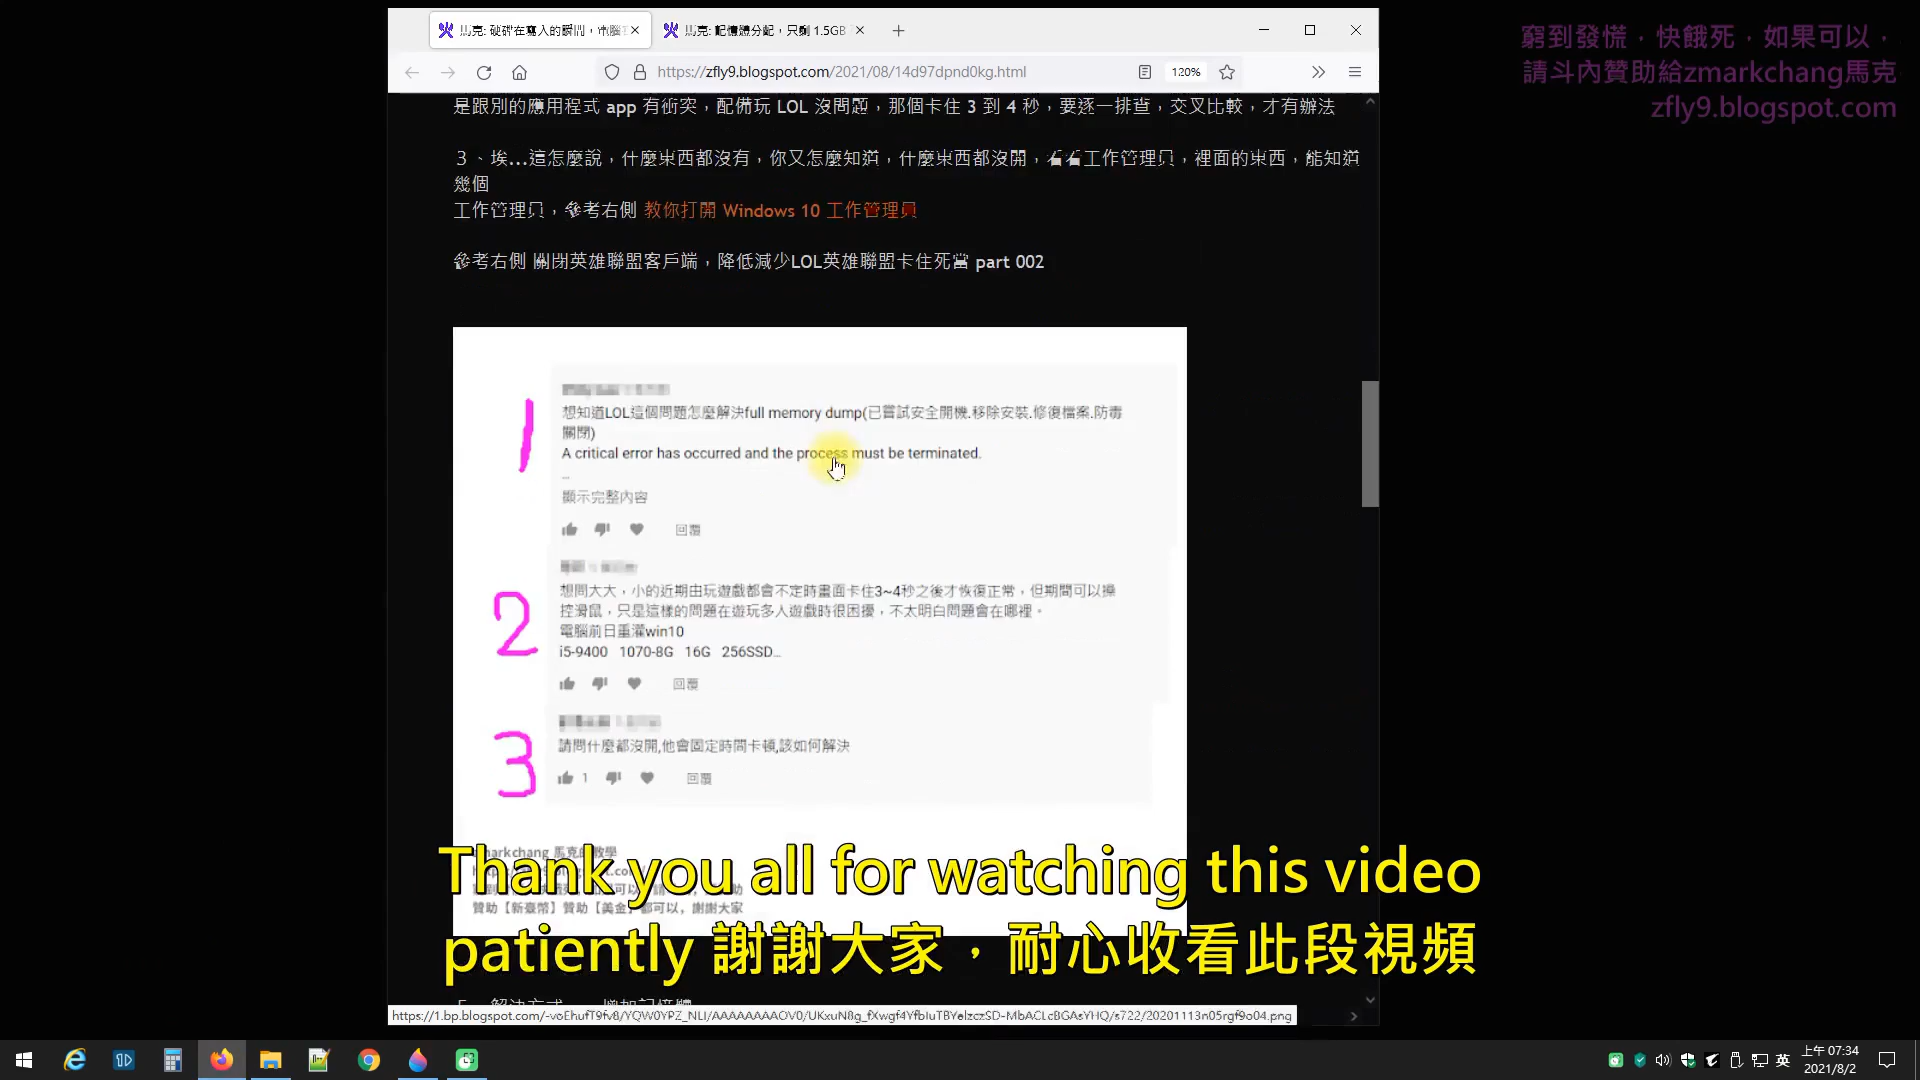 馬克: 硬碟在塞入的瞬間，電腦
馬克: 記憶體分配，只剩 1.5GB
https://zfly9.blogspot.com/2021/08/14d97dpnd0kg.html
120%
窮到發慌，快餓死，如果可以，
請斗內贊助給zmarkchang馬克
zfly9.blogspot.com
是跟別的應用程式 app 有衝突，配備玩 LOL 沒問題，那個卡住 3 到 4 秒，要逐一排查，交叉比較，才有辦法
3、埃...這怎麼說，什麼東西都沒有，你又怎麼知道，什麼東西都沒開，看看工作管理員，裡面的東西，能知道
幾個
工作管理員，參考右側 教你打開 Windows 10 工作管理員
參考右側 關閉英雄聯盟客戶端，降低減少LOL英雄聯盟卡住死當 part 002
1
想知道LOL這個問題怎麼解決full memory dump(已嘗試安全開機.移除安裝.修復檔案.防毒
關閉)
A critical error has occurred and the process must be terminated.
...
顯示完整內容
回覆
2
想問大大，小的近期由玩遊戲都會不定時畫面卡住3~4秒之後才恢復正常，但期間可以操
控滑鼠，只是這樣的問題在遊玩多人遊戲時很困擾，不太明白問題會在哪裡。
電腦前日重灌win10
i5-9400 1070-8G 16G 256SSD...
回覆
3
請問什麼都沒開,他會固定時間卡頓,該如何解決
1 回覆
markchang 馬克的教學
贊助【新臺幣】贊助【美金】都可以，謝謝大家
Thank you all for watching this video
patiently 謝謝大家，耐心收看此段視頻
英
上午 07:34
2021/8/2